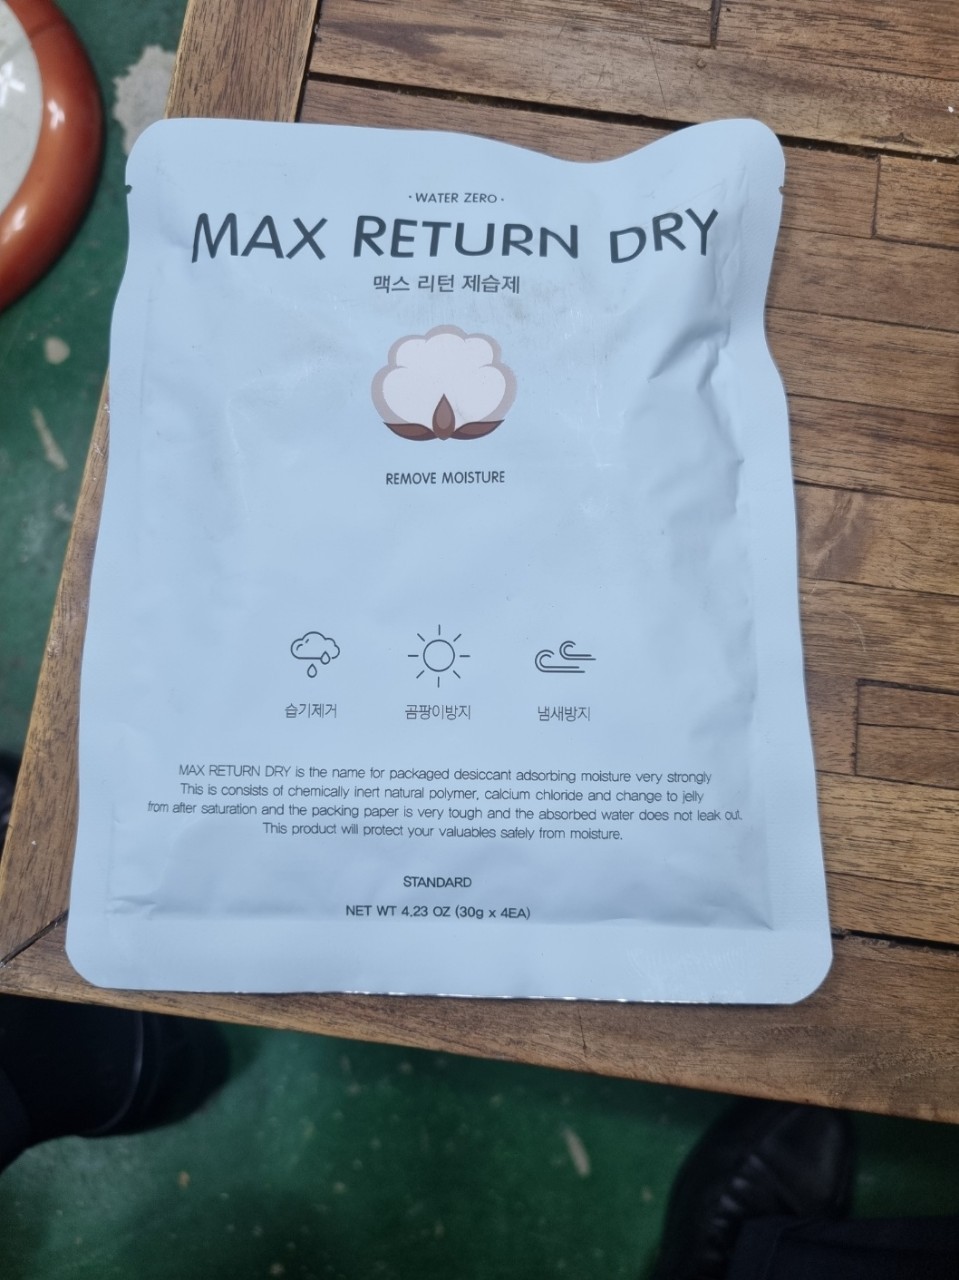 · WATER ZERO ·
MAX RETURN DRY
맥스 리턴 제습제
REMOVE MOISTURE
습기제거 곰팡이방지 냄새방지
MAX RETURN DRY is the name for packaged desiccant adsorbing moisture very strongly
This is consists of chemically inert natural polymer, calcium chloride and change to jelly
from after saturation and the packing paper is very tough and the absorbed water does not leak out.
This product will protect your valuables safely from moisture.
STANDARD
NET WT 4.23 OZ (30g x 4EA)